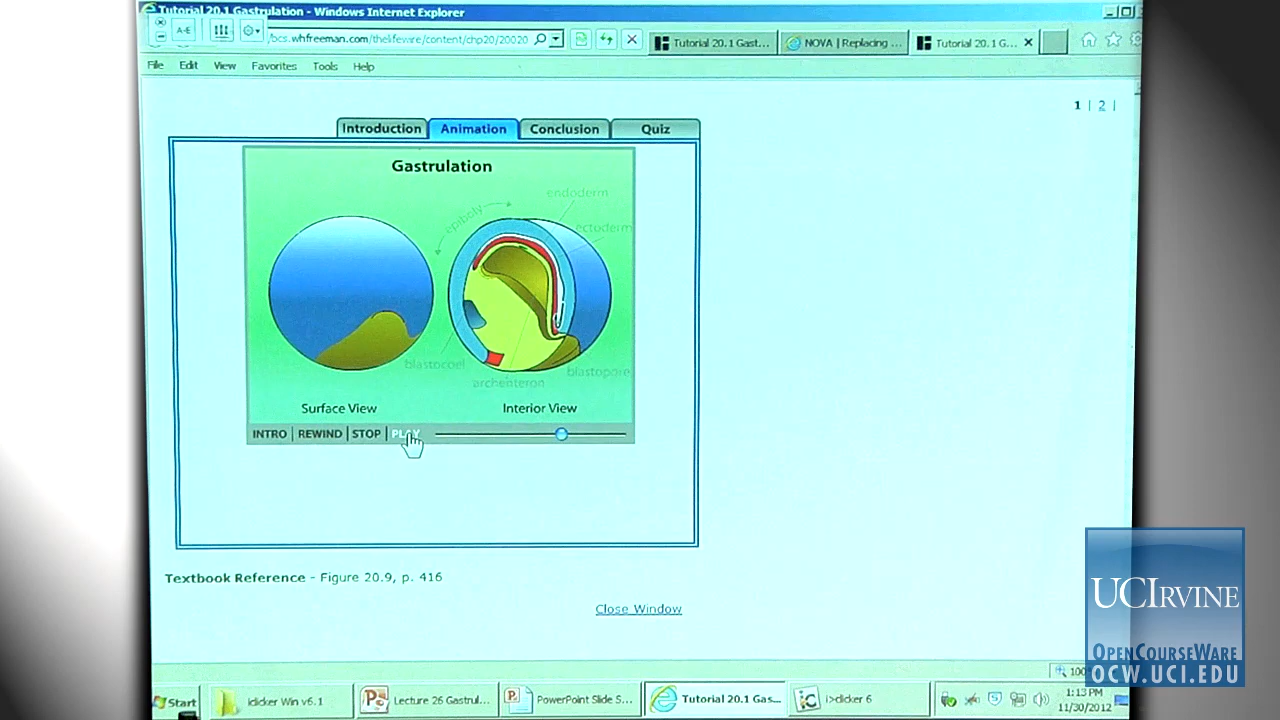 Tutorial 20.1 Gastrulation - Windows Internet Explorer
A-E
/bcs.whfreeman.com/thelifewire/content/chp20/20020
Tutorial 20.1 Gast...
NOVA | Replacing ...
Tutorial 20.1 G...
File Edit View Favorites Tools Help
1 | 2 |
Introduction Animation Conclusion Quiz
Gastrulation
endoderm
epiboly
ectoderm
blastocoel
blastopore
archenteron
Surface View Interior View
INTRO | REWIND | STOP | PLAY
Textbook Reference - Figure 20.9, p. 416
Close Window
UCIRVINE
OPENCOURSEWARE
OCW.UCI.EDU
Start
iclicker Win v6.1
Lecture 26 Gastrul...
PowerPoint Slide S...
Tutorial 20.1 Gas...
i>clicker 6
1:13 PM
11/30/2012